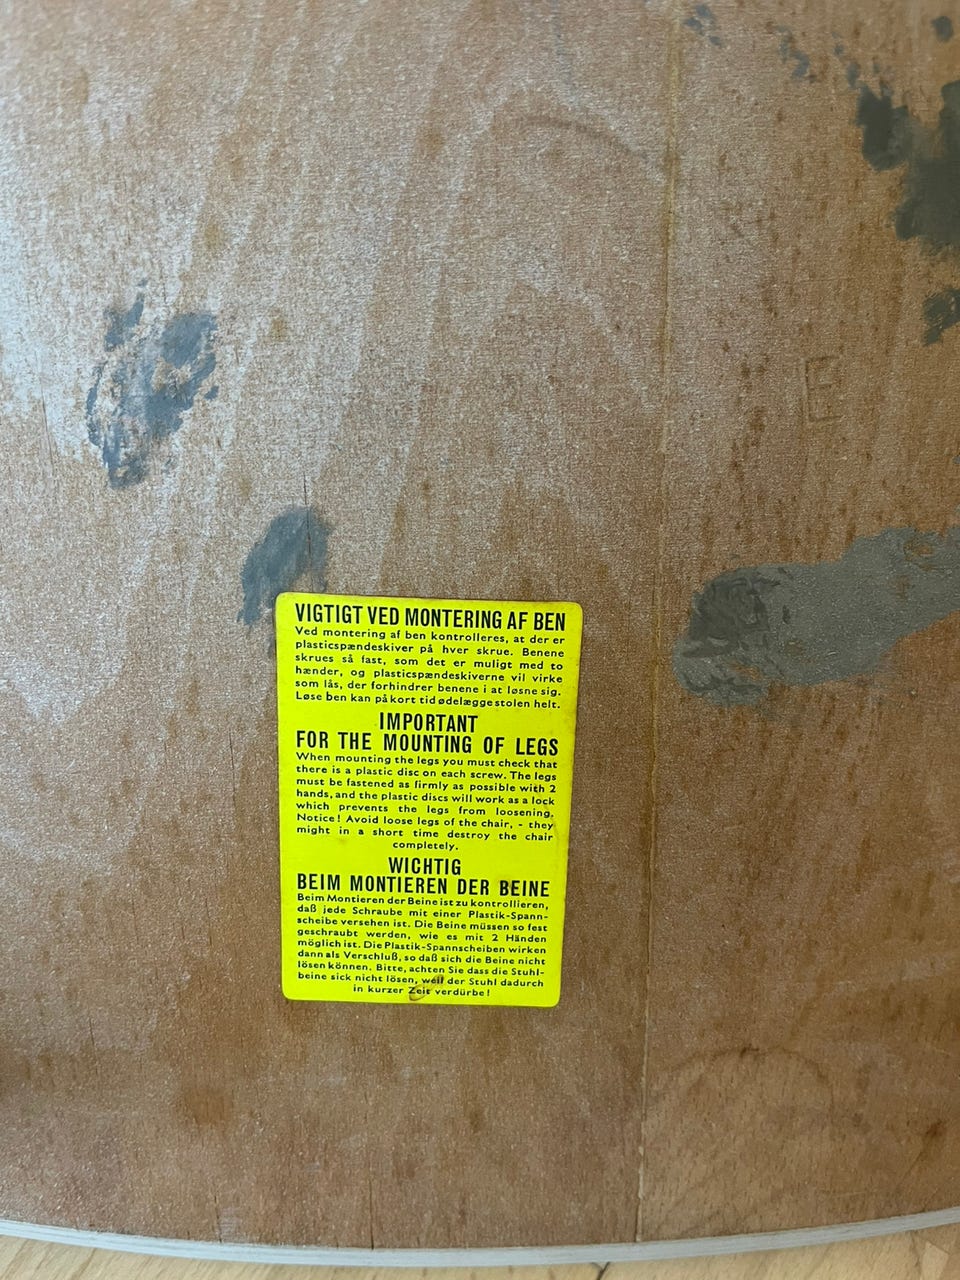 VIGTIGT VED MONTERING AF BEN
Ved montering af ben kontrolleres, at der er
plasticspændeskiver på hver skrue. Benene
skrues så fast, som det er muligt med to
hænder, og plasticspændeskiverne vil virke
som lås, der forhindrer benene i at løsne sig.
Løse ben kan på kort tid ødelægge stolen helt.
IMPORTANT
FOR THE MOUNTING OF LEGS
When mounting the legs you must check that
there is a plastic disc on each screw. The legs
must be fastened as firmly as possible with 2
hands, and the plastic discs will work as a lock
which prevents the legs from loosening.
Notice! Avoid loose legs of the chair, - they
might in a short time destroy the chair
completely.
WICHTIG
BEIM MONTIEREN DER BEINE
Beim Montieren der Beine ist zu kontrollieren,
daß jede Schraube mit einer Plastik-Spann-
scheibe versehen ist. Die Beine müssen so fest
geschraubt werden, wie es mit 2 Händen
möglich ist. Die Plastik-Spannscheiben wirken
dann als Verschluß, so daß sich die Beine nicht
lösen können. Bitte, achten Sie dass die Stuhl-
beine sick nicht lösen, weil der Stuhl dadurch
in kurzer Zeit verdürbe!